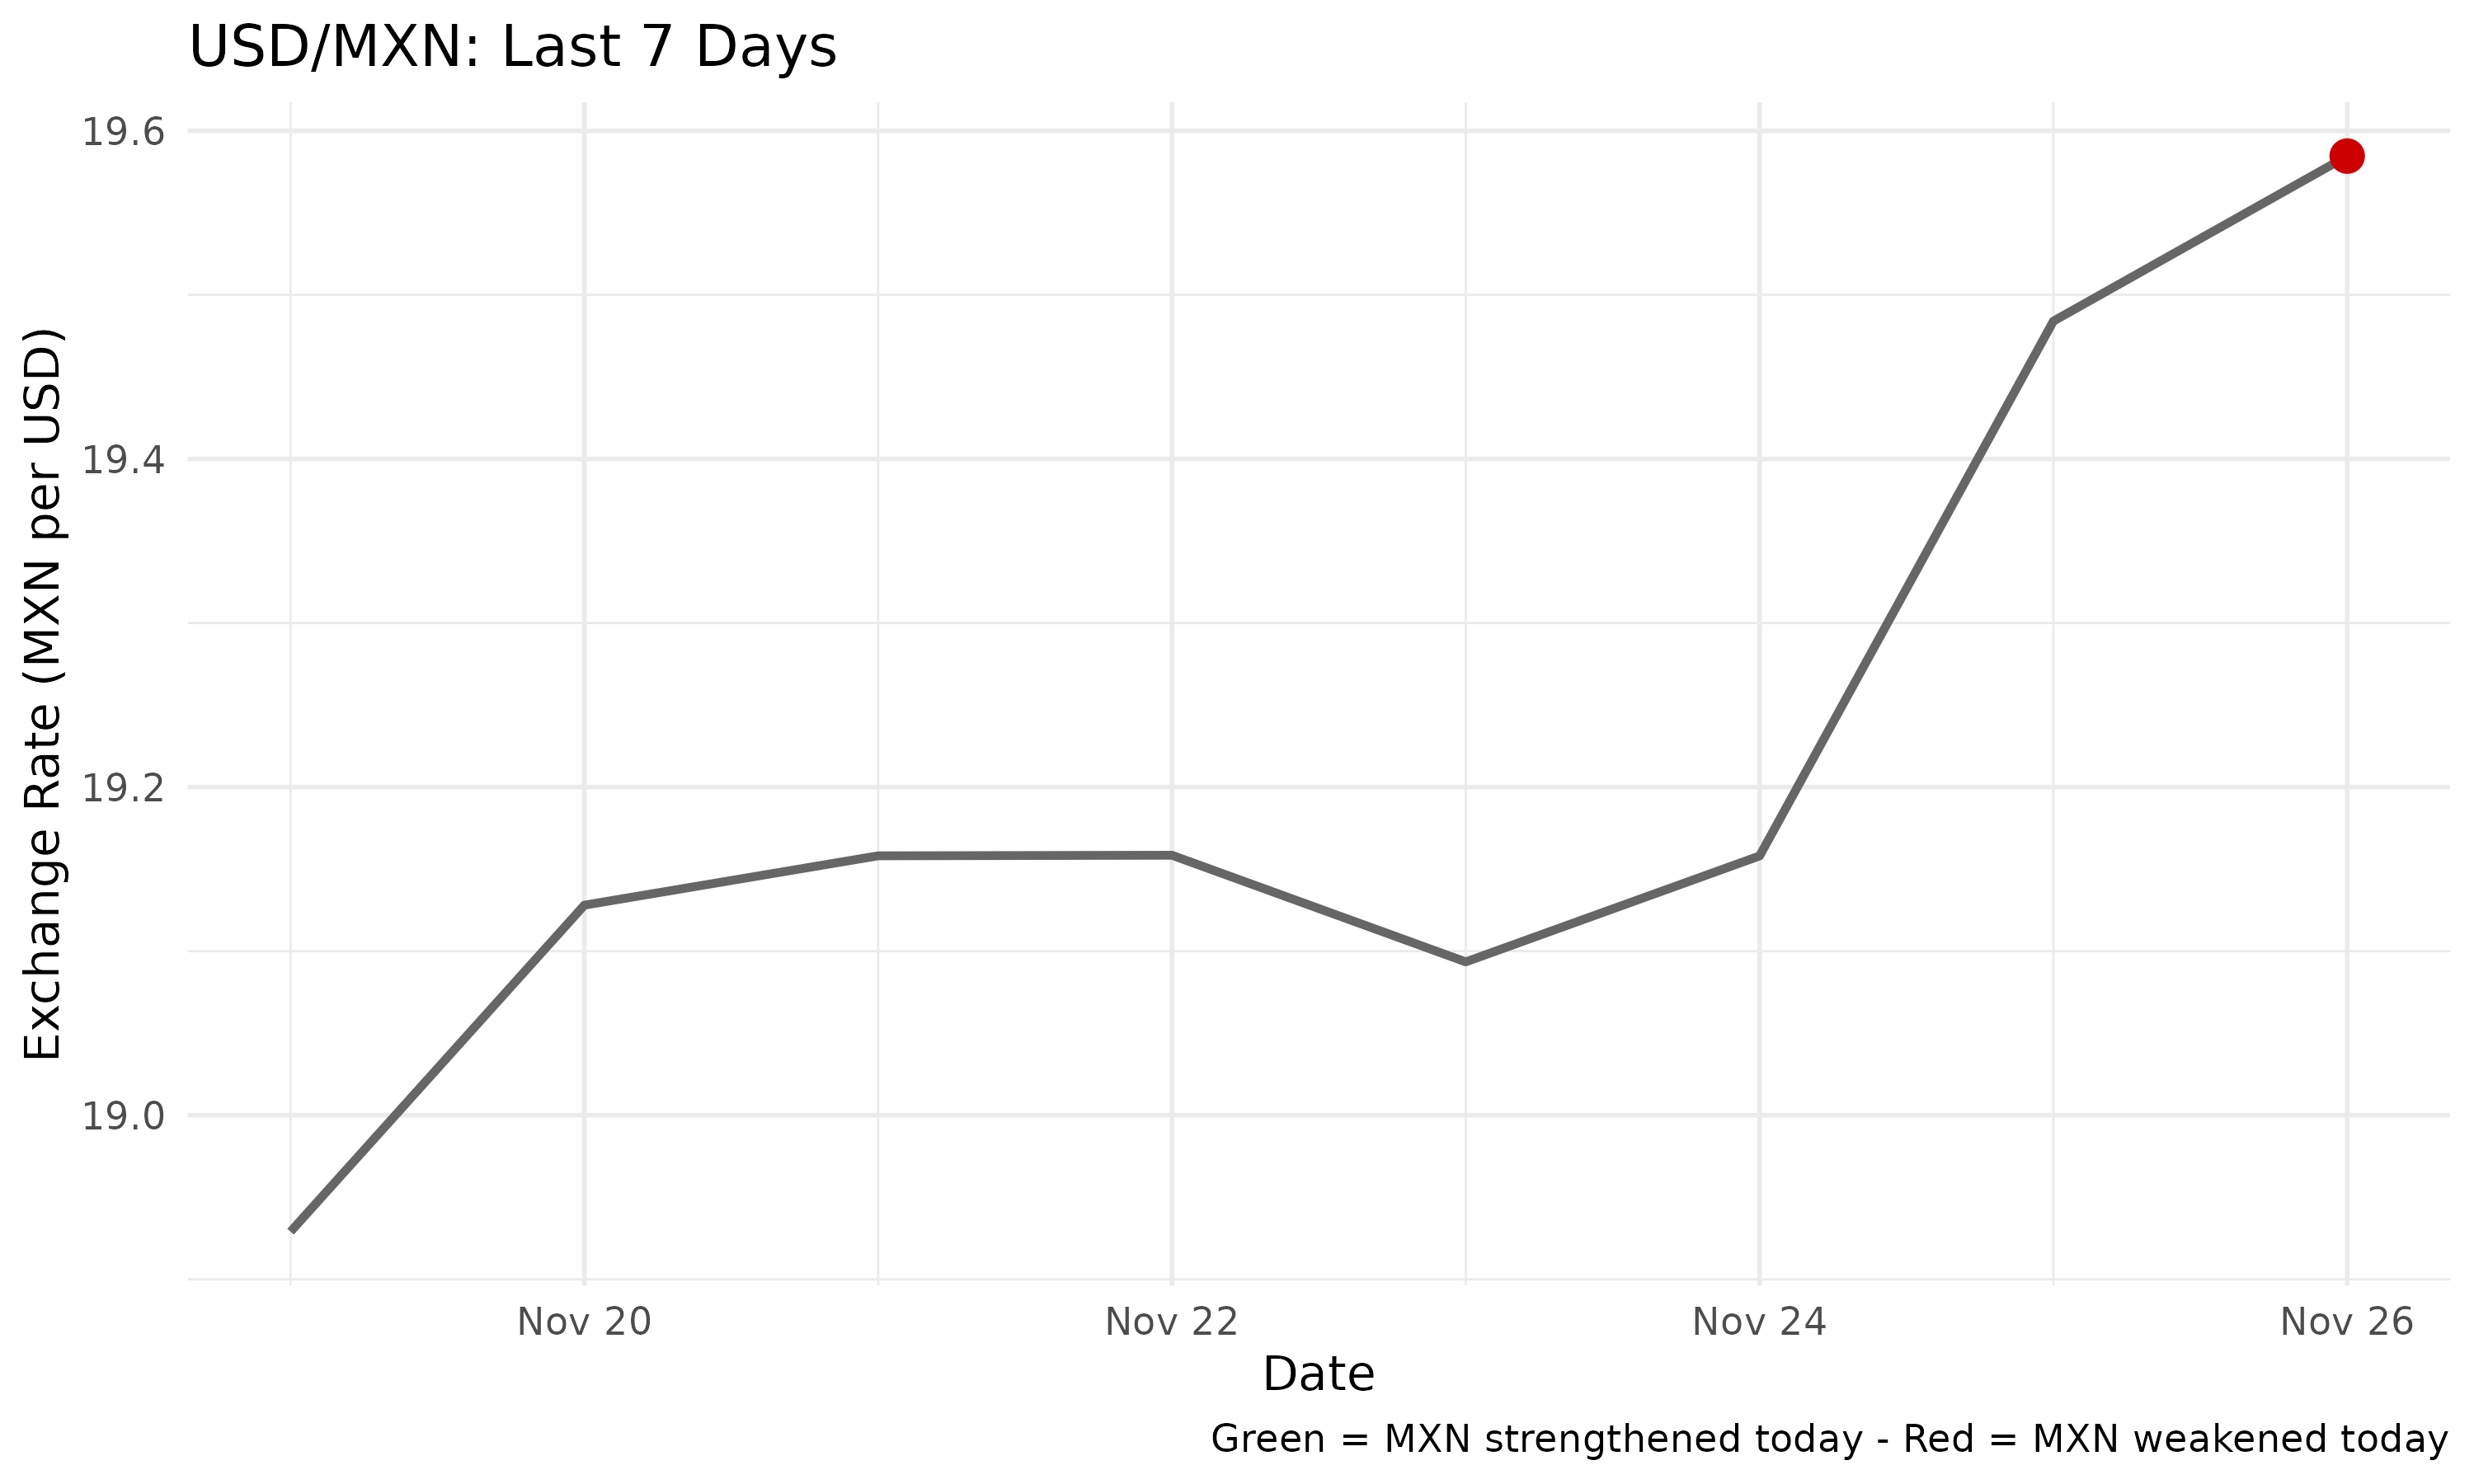 USD/MXN: Last 7 Days
Exchange Rate (MXN per USD)
19.6
19.4
19.2
19.0
Nov 20
Nov 22
Nov 24
Nov 26
Date
Green = MXN strengthened today - Red = MXN weakened today